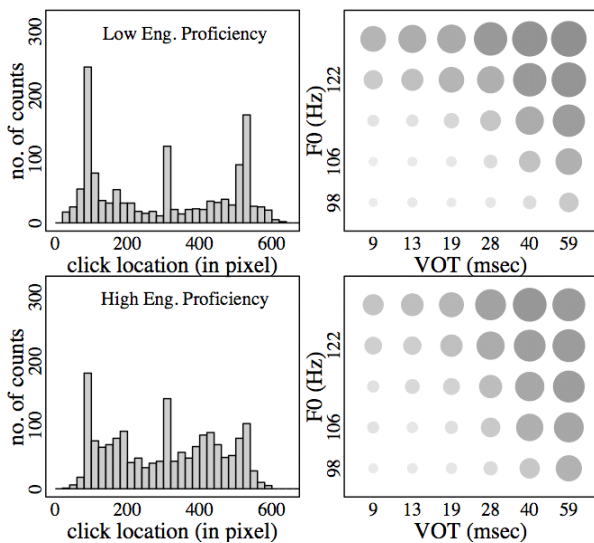 Low Eng. Proficiency
no. of counts
0 100 200 300
0 200 400 600
click location (in pixel)
F0 (Hz)
98 106 122
9 13 19 28 40 59
VOT (msec)
High Eng. Proficiency
no. of counts
0 100 200 300
0 200 400 600
click location (in pixel)
F0 (Hz)
98 106 122
9 13 19 28 40 59
VOT (msec)